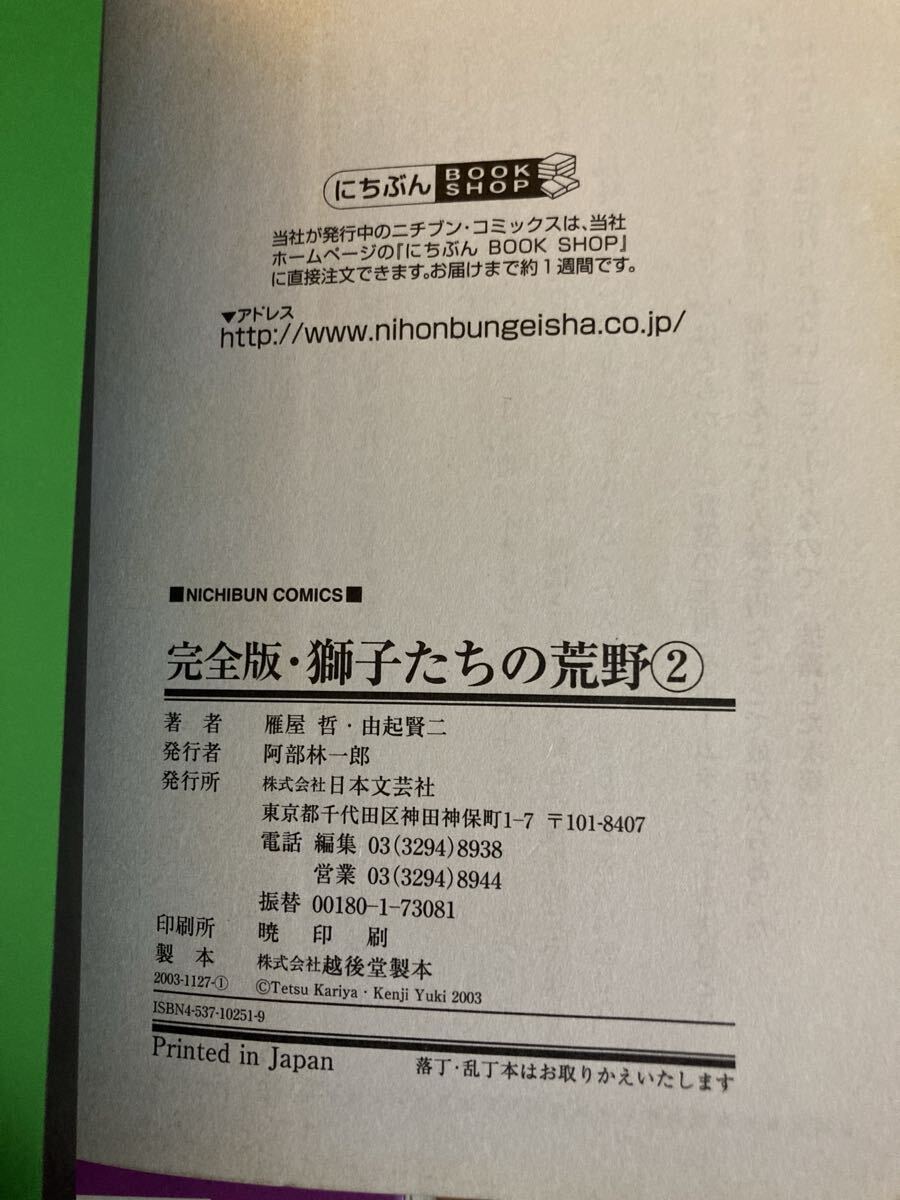 にちぶん BOOK SHOP
当社が発行中のニチブン・コミックスは、当社
ホームページの『にちぶん BOOK SHOP』
に直接注文できます。お届けまで約1週間です。
▼アドレス
http://www.nihonbungeisha.co.jp/
■NICHIBUN COMICS■
完全版・獅子たちの荒野②
著 者 雁屋 哲・由起賢二
発行者 阿部林一郎
発行所 株式会社日本文芸社
東京都千代田区神田神保町1-7 〒101-8407
電話 編集 03(3294)8938
営業 03(3294)8944
振替 00180-1-73081
印刷所 暁 印 刷
製 本 株式会社越後堂製本
2003-1127-① ©Tetsu Kariya・Kenji Yuki 2003
ISBN4-537-10251-9
Printed in Japan 落丁・乱丁本はお取りかえいたします